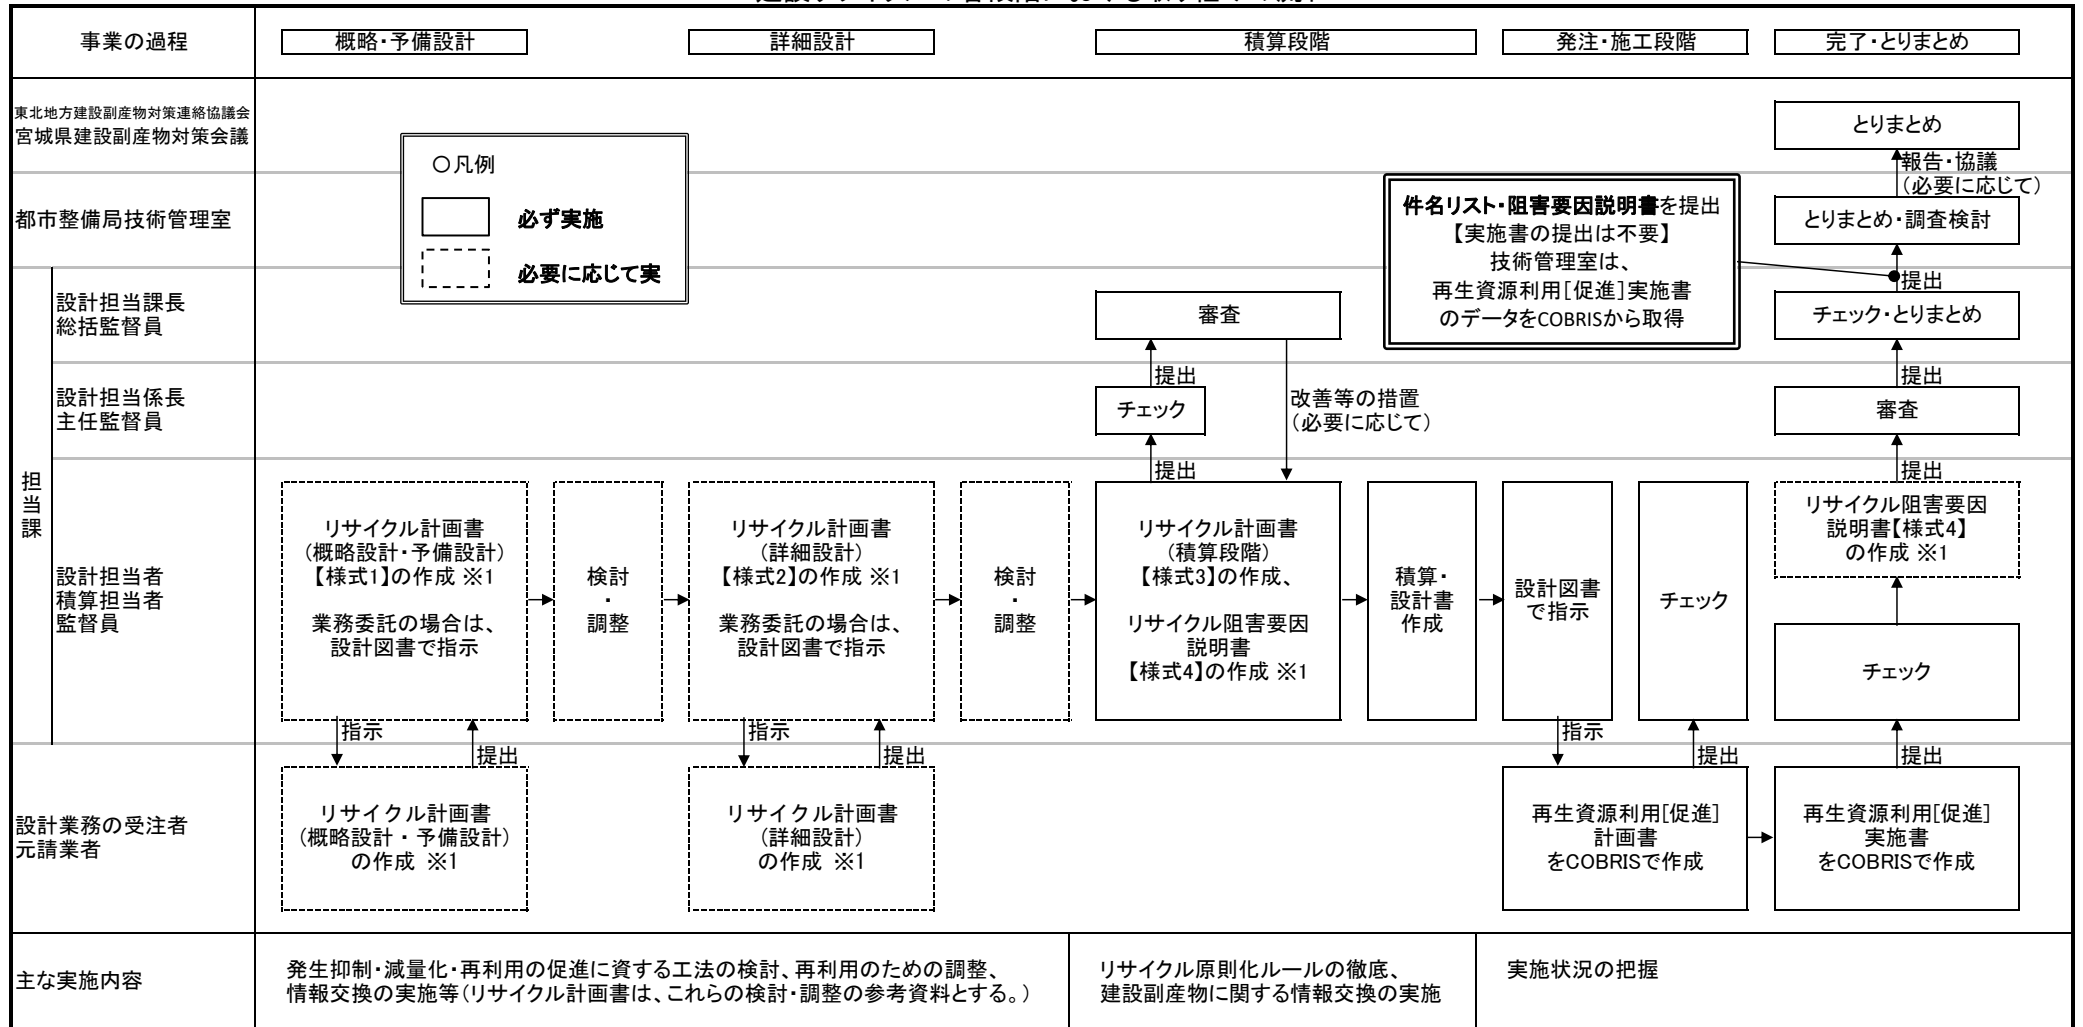 事業の過程
概略・予備設計
詳細設計
積算段階
発注・施工段階
完了・とりまとめ
東北地方建設副産物対策連絡協議会
宮城県建設副産物対策会議
とりまとめ
報告・協議
(必要に応じて)
○凡例
必ず実施
必要に応じて実
都市整備局技術管理室
件名リスト・阻害要因説明書を提出
【実施書の提出は不要】
技術管理室は、
再生資源利用[促進]実施書
のデータをCOBRISから取得
とりまとめ・調査検討
提出
担
当
課
設計担当課長
総括監督員
審査
チェック・とりまとめ
提出
提出
設計担当係長
主任監督員
チェック
改善等の措置
(必要に応じて)
審査
提出
提出
設計担当者
積算担当者
監督員
リサイクル計画書
(概略設計・予備設計)
【様式1】の作成 ※1
業務委託の場合は、
設計図書で指示
検討
・
調整
リサイクル計画書
(詳細設計)
【様式2】の作成 ※1
業務委託の場合は、
設計図書で指示
検討
・
調整
リサイクル計画書
(積算段階)
【様式3】の作成、
リサイクル阻害要因
説明書
【様式4】の作成 ※1
積算・
設計書
作成
設計図書
で指示
チェック
リサイクル阻害要因
説明書【様式4】
の作成 ※1
チェック
指示
提出
指示
提出
指示
提出
提出
設計業務の受注者
元請業者
リサイクル計画書
(概略設計・予備設計)
の作成 ※1
リサイクル計画書
(詳細設計)
の作成 ※1
再生資源利用[促進]
計画書
をCOBRISで作成
再生資源利用[促進]
実施書
をCOBRISで作成
主な実施内容
発生抑制・減量化・再利用の促進に資する工法の検討、再利用のための調整、
情報交換の実施等(リサイクル計画書は、これらの検討・調整の参考資料とする。)
リサイクル原則化ルールの徹底、
建設副産物に関する情報交換の実施
実施状況の把握